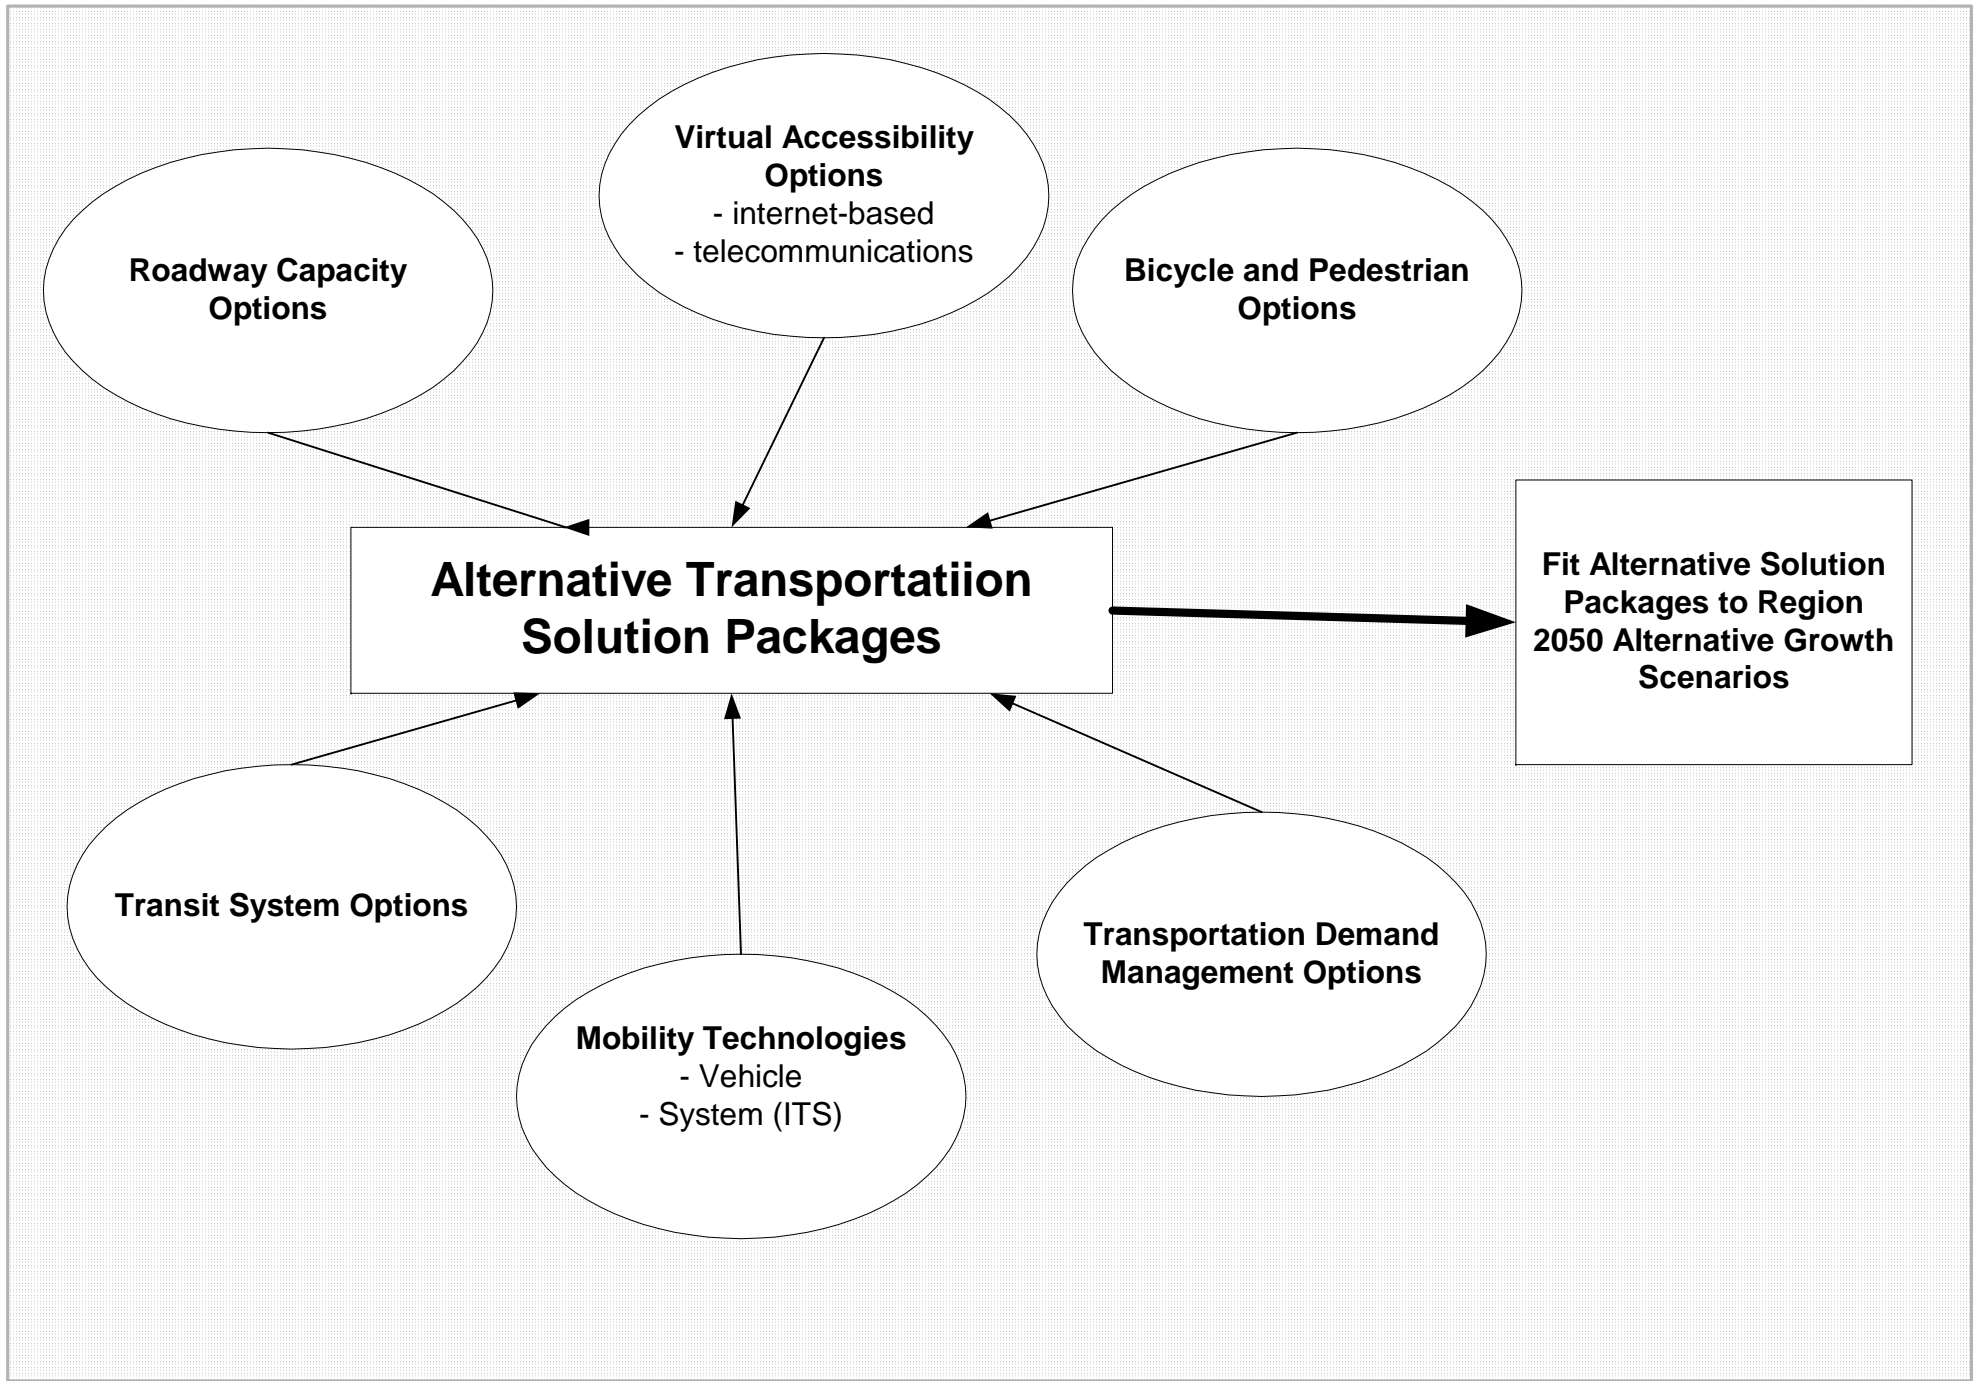 Virtual Accessibility
Options
- internet-based
- telecommunications
Roadway Capacity
Options
Bicycle and Pedestrian
Options
Alternative Transportatiion
Solution Packages
Fit Alternative Solution
Packages to Region
2050 Alternative Growth
Scenarios
Transit System Options
Mobility Technologies
- Vehicle
- System (ITS)
Transportation Demand
Management Options